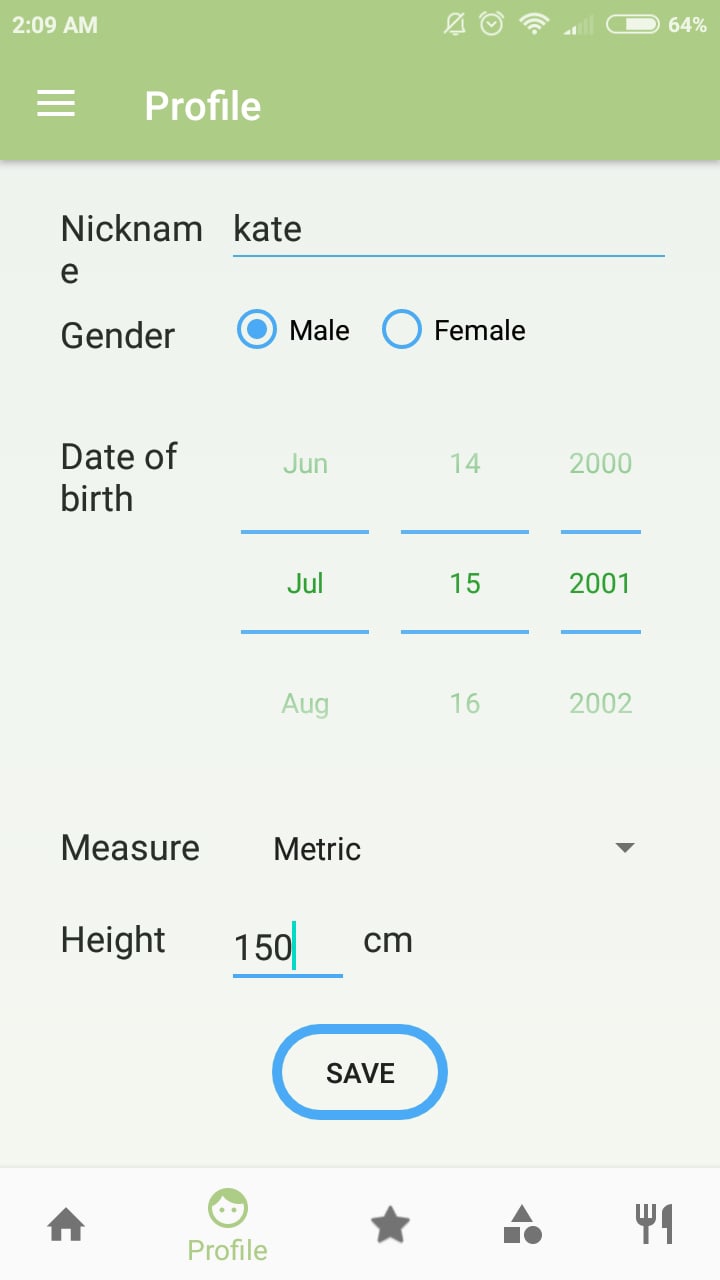 2:09 AM 64%
Profile
Nicknam kate
e
Gender Male Female
Date of
birth
Jun 14 2000
Jul 15 2001
Aug 16 2002
Measure Metric
Height 150 cm
SAVE
Profile